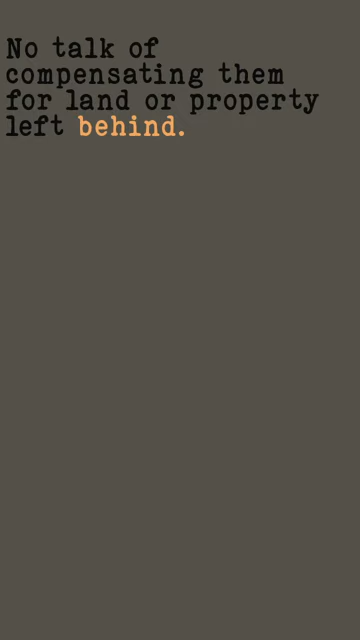 No talk of
compensating them
for land or property
left behind.